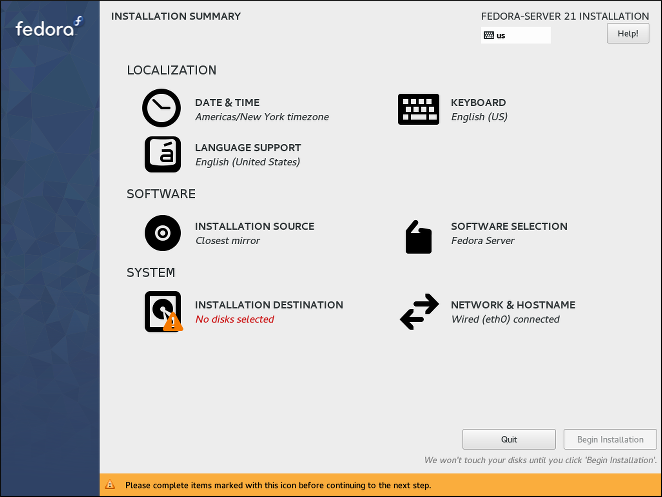 fedora
INSTALLATION SUMMARY
FEDORA-SERVER 21 INSTALLATION
us
Help!
LOCALIZATION
DATE & TIME
Americas/New York timezone
KEYBOARD
English (US)
á
LANGUAGE SUPPORT
English (United States)
SOFTWARE
INSTALLATION SOURCE
Closest mirror
SOFTWARE SELECTION
Fedora Server
SYSTEM
INSTALLATION DESTINATION
No disks selected
NETWORK & HOSTNAME
Wired (eth0) connected
Quit
Begin Installation
We won't touch your disks until you click 'Begin Installation'.
Please complete items marked with this icon before continuing to the next step.